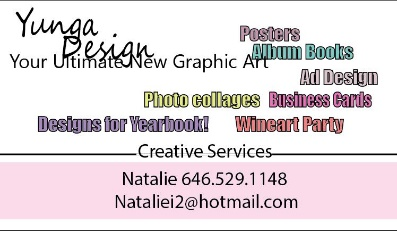 Yunga
Design
Your Ultimate New Graphic Art
Posters
Album Books
Ad Design
Photo collages Business Cards
Designs for Yearbook! Wineart Party
Creative Services
Natalie 646.529.1148
Nataliei2@hotmail.com